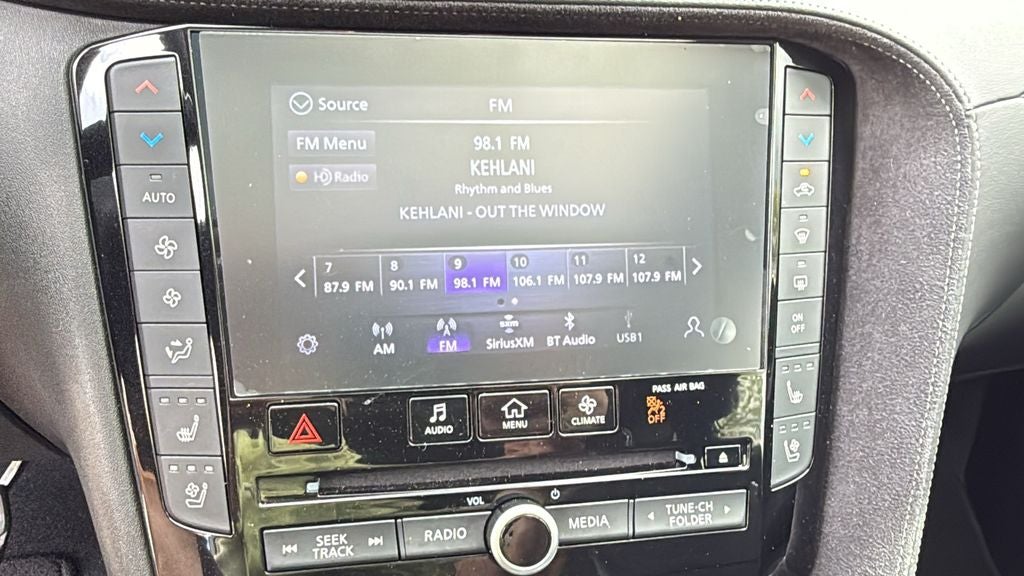 Source
FM
FM Menu
98.1 FM
KEHLANI
HD Radio
Rhythm and Blues
KEHLANI - OUT THE WINDOW
7
8
9
10
11
12
87.9 FM
90.1 FM
98.1 FM
106.1 FM
107.9 FM
107.9 FM
AM
FM
sxm
SiriusXM
BT Audio
USB1
AUTO
ON
OFF
AUDIO
MENU
CLIMATE
PASS AIR BAG
OFF
VOL
SEEK
TRACK
RADIO
MEDIA
TUNE·CH
FOLDER